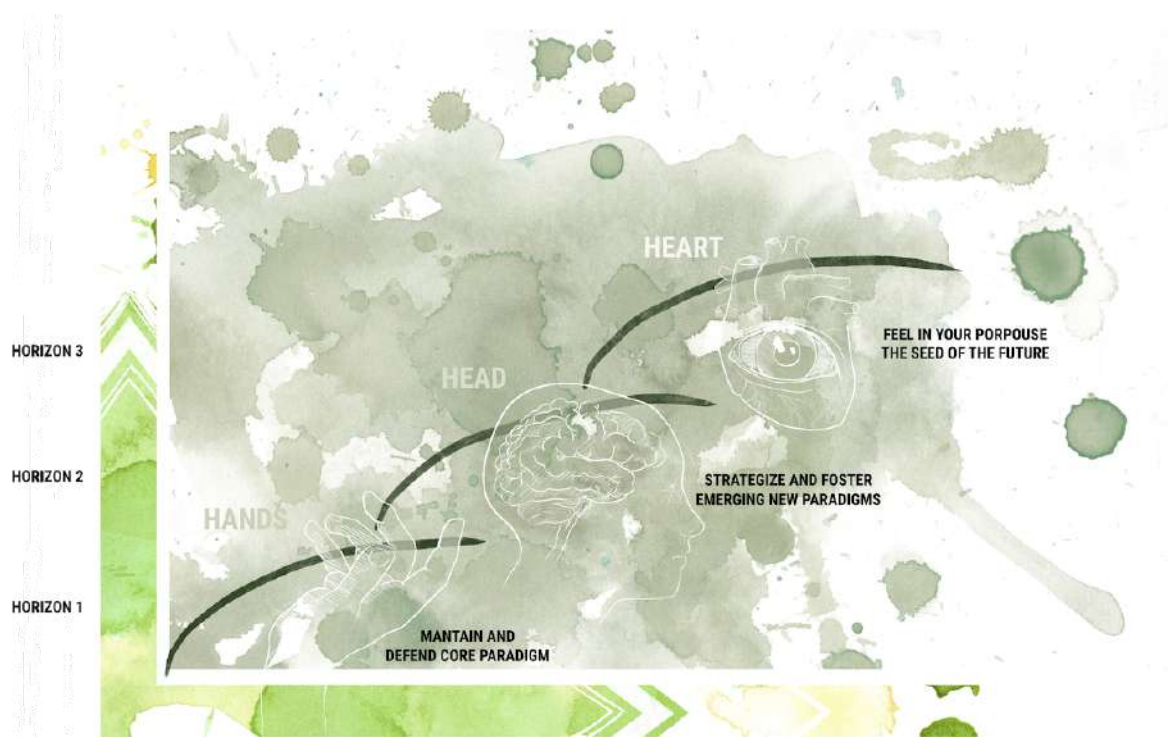 HEART
HORIZON 3
FEEL IN YOUR PORPOUSE
THE SEED OF THE FUTURE
HEAD
HORIZON 2
STRATEGIZE AND FOSTER
EMERGING NEW PARADIGMS
HANDS
HORIZON 1
MANTAIN AND
DEFEND CORE PARADIGM